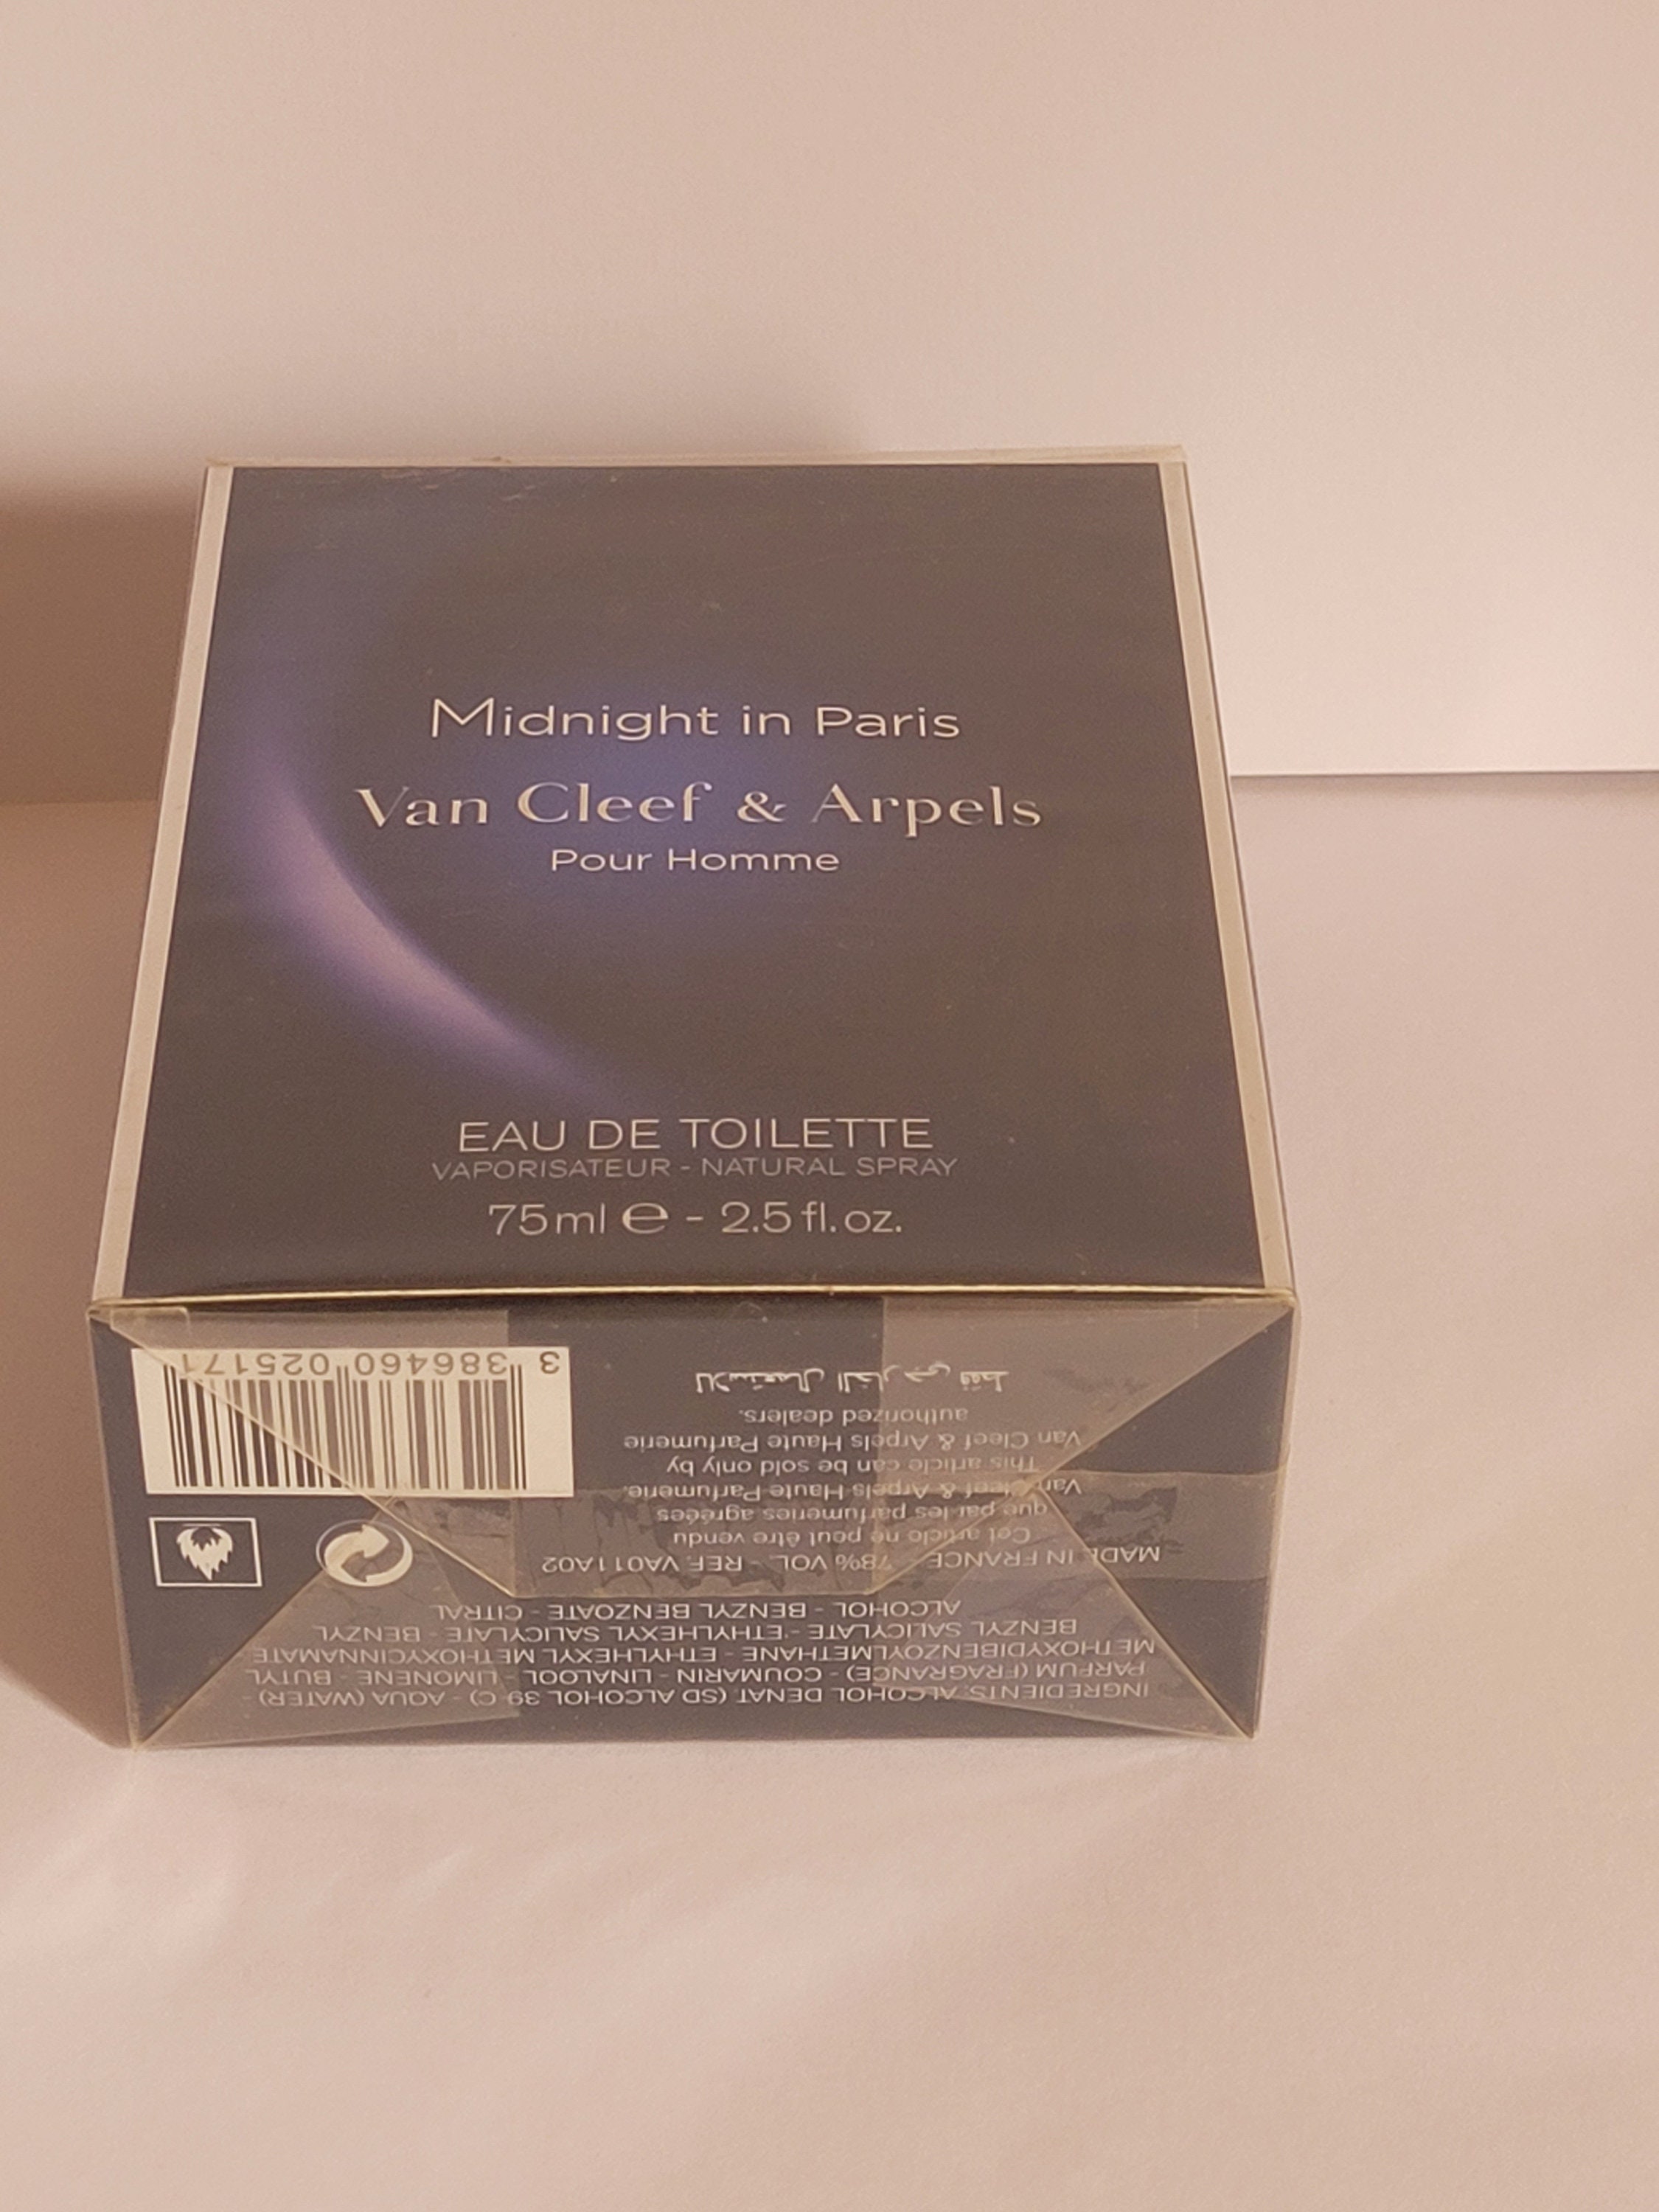 Midnight in Paris
Van Cleef & Arpels
Pour Homme
EAU DE TOILETTE
VAPORISATEUR - NATURAL SPRAY
75ml e - 2.5 fl. oz.
INGREDIENTS: ALCOHOL DENAT. (SD ALCOHOL 39 C) - AQUA (WATER) -
PARFUM (FRAGRANCE) - COUMARIN - LINALOOL - LIMONENE - BUTYL
METHOXYDIBENZOYLMETHANE - ETHYLHEXYL METHOXYCINNAMATE
BENZYL SALICYLATE - ETHYLHEXYL SALICYLATE - BENZYL
ALCOHOL - BENZYL BENZOATE - CITRAL
MADE IN FRANCE - 78% VOL - REF. VA011A02
Cet article ne peut être vendu
que par les parfumeries agréées
Van Cleef & Arpels Haute Parfumerie.
This article can be sold only by
Van Cleef & Arpels Haute Parfumerie
authorized dealers.
للاستعمال الخارجي فقط
3 386460 025171